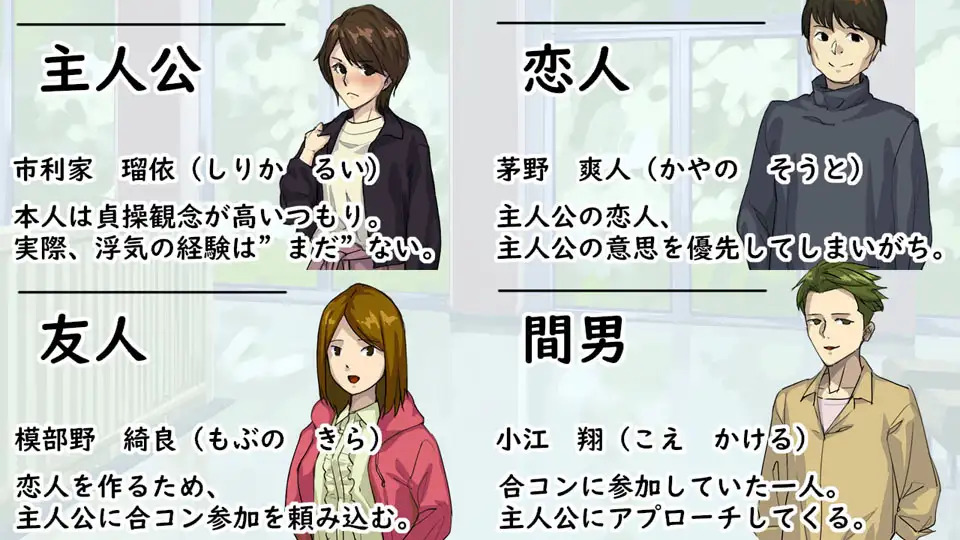 主人公
市利家　瑠依（しりか　るい）
本人は貞操観念が高いつもり。
実際、浮気の経験は”まだ”ない。
恋人
茅野　爽人（かやの　そうと）
主人公の恋人、
主人公の意思を優先してしまいがち。
友人
模部野　綺良（もぶの　きら）
恋人を作るため、
主人公に合コン参加を頼み込む。
間男
小江　翔（こえ　かける）
合コンに参加していた一人。
主人公にアプローチしてくる。